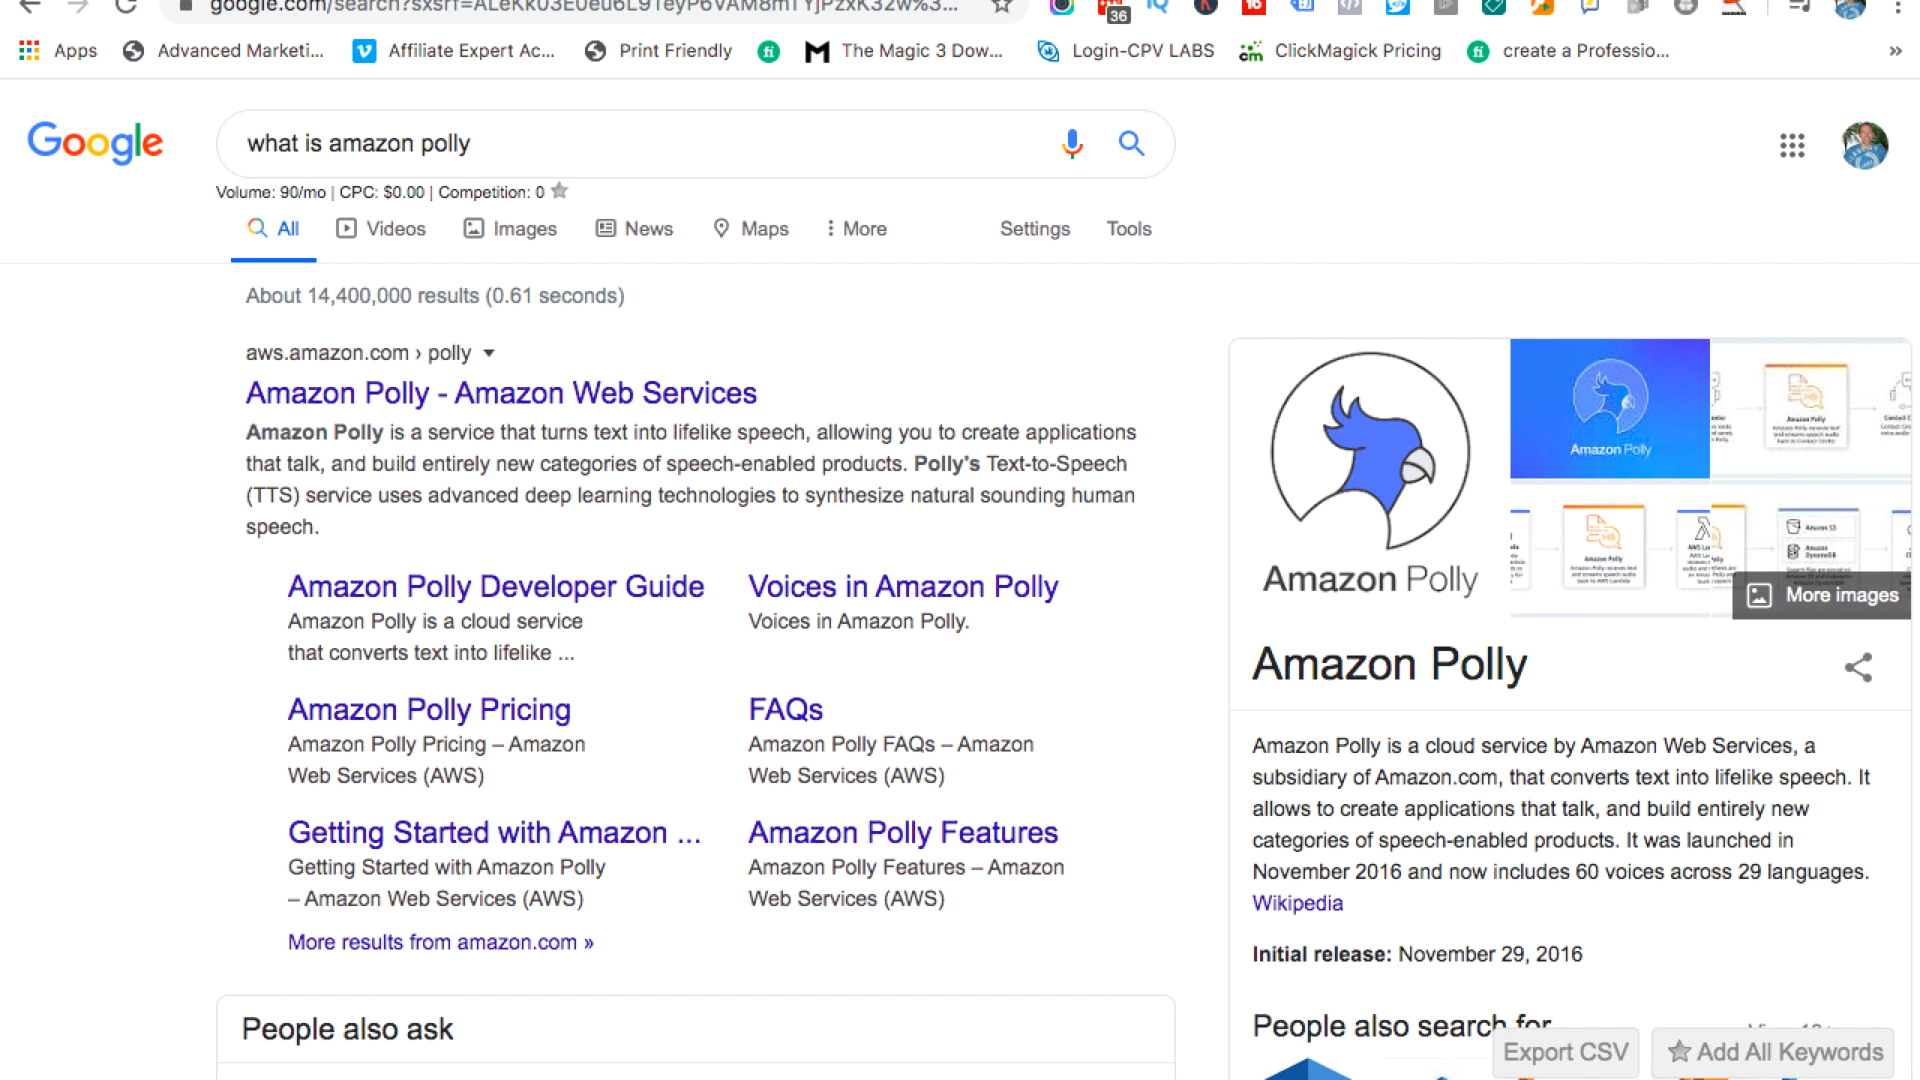 google.com/search?sxsrf=ALeKk03E0eu6L91eyP6VAM8m1YjPzxK32w%3...
36
Apps
Advanced Marketi...
Affiliate Expert Ac...
Print Friendly
The Magic 3 Dow...
Login-CPV LABS
ClickMagick Pricing
create a Professio...
»
Google
what is amazon polly
Volume: 90/mo | CPC: $0.00 | Competition: 0
All
Videos
Images
News
Maps
More
Settings
Tools
About 14,400,000 results (0.61 seconds)
aws.amazon.com › polly
Amazon Polly - Amazon Web Services
Amazon Polly is a service that turns text into lifelike speech, allowing you to create applications
that talk, and build entirely new categories of speech-enabled products. Polly's Text-to-Speech
(TTS) service uses advanced deep learning technologies to synthesize natural sounding human
speech.
Amazon Polly Developer Guide
Amazon Polly is a cloud service
that converts text into lifelike ...
Voices in Amazon Polly
Voices in Amazon Polly.
Amazon Polly Pricing
Amazon Polly Pricing – Amazon
Web Services (AWS)
FAQs
Amazon Polly FAQs – Amazon
Web Services (AWS)
Getting Started with Amazon ...
Getting Started with Amazon Polly
– Amazon Web Services (AWS)
Amazon Polly Features
Amazon Polly Features – Amazon
Web Services (AWS)
More results from amazon.com »
People also ask
Amazon Polly
Amazon Polly
Amazon Polly
Amazon Polly
More images
Amazon Polly
Amazon Polly is a cloud service by Amazon Web Services, a
subsidiary of Amazon.com, that converts text into lifelike speech. It
allows to create applications that talk, and build entirely new
categories of speech-enabled products. It was launched in
November 2016 and now includes 60 voices across 29 languages.
Wikipedia
Initial release: November 29, 2016
People also search for
Export CSV
Add All Keywords